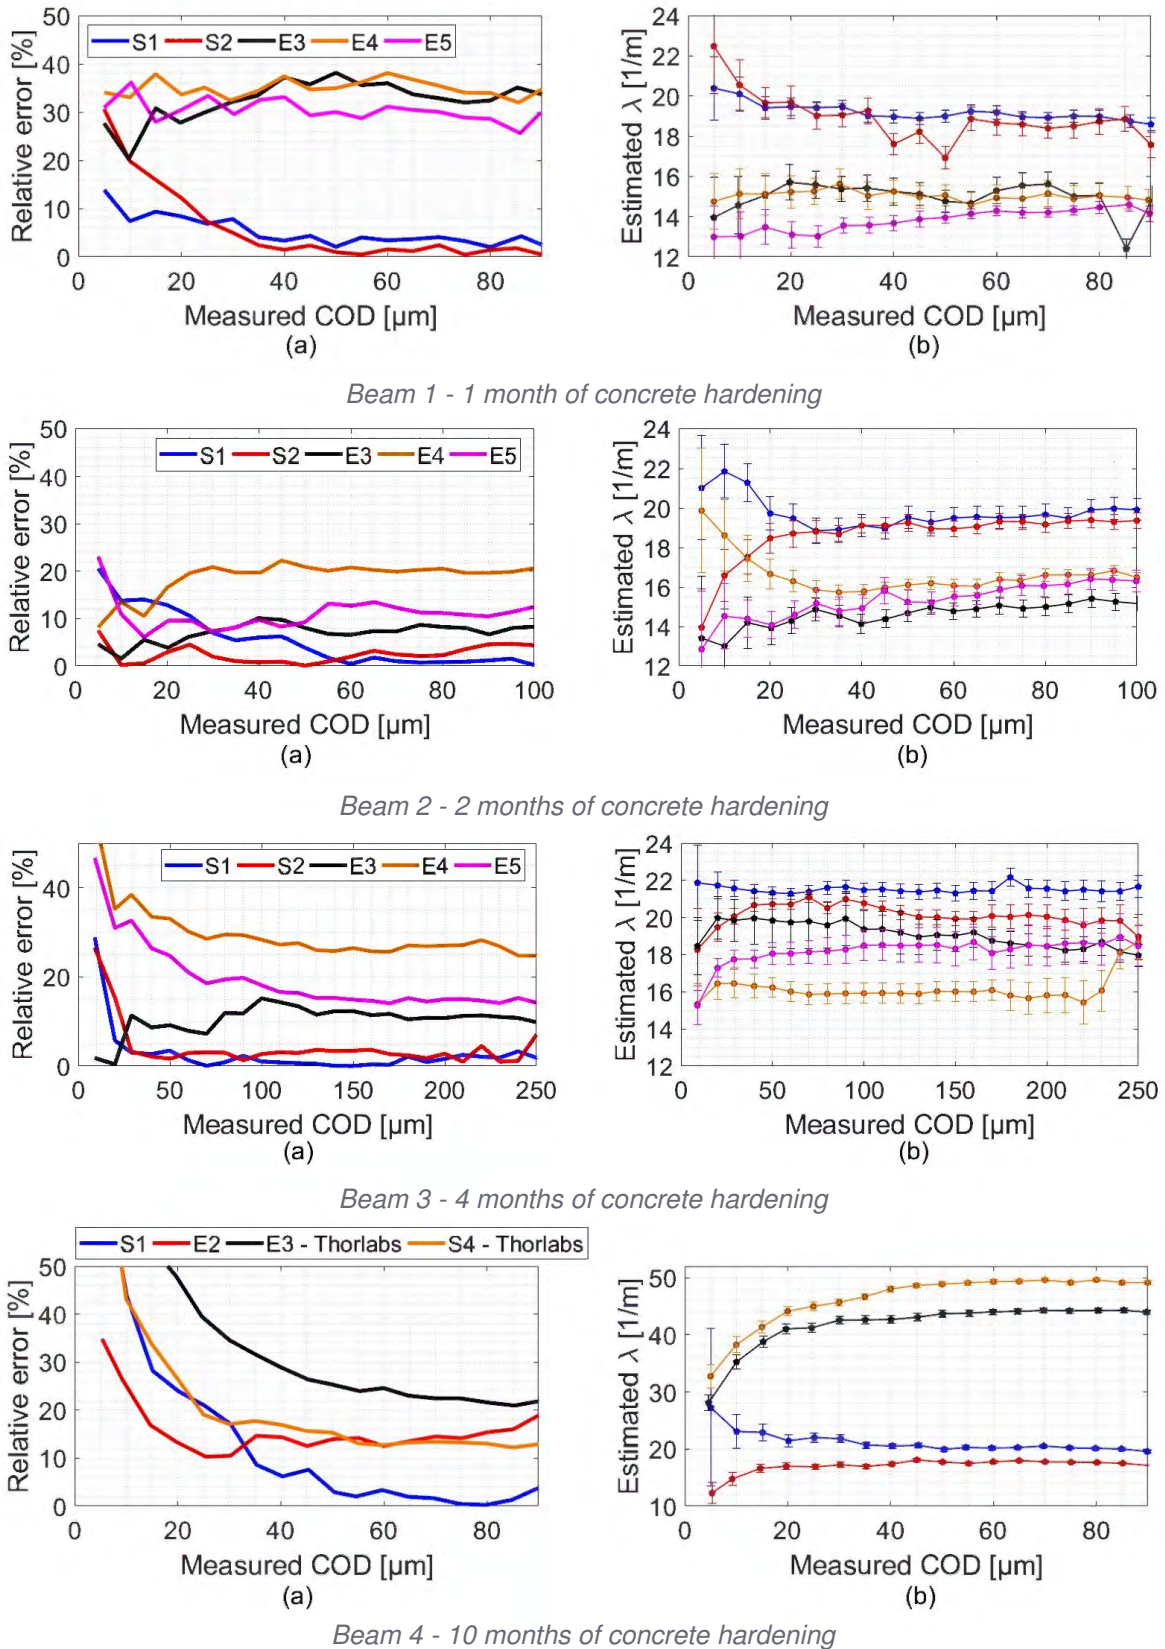 50
40
30
20
10
0
0 20 40 60 80
Relative error [%]
S1 S2 E3 E4 E5
Measured COD [µm]
(a)
24
22
20
18
16
14
12
0 20 40 60 80
Estimated λ [1/m]
Measured COD [µm]
(b)
Beam 1 - 1 month of concrete hardening
50
40
30
20
10
0
0 20 40 60 80 100
Relative error [%]
S1 S2 E3 E4 E5
Measured COD [µm]
(a)
24
22
20
18
16
14
12
0 20 40 60 80 100
Estimated λ [1/m]
Measured COD [µm]
(b)
Beam 2 - 2 months of concrete hardening
40
20
0
0 50 100 150 200 250
Relative error [%]
S1 S2 E3 E4 E5
Measured COD [µm]
(a)
24
22
20
18
16
14
12
0 50 100 150 200 250
Estimated λ [1/m]
Measured COD [µm]
(b)
Beam 3 - 4 months of concrete hardening
S1 E2 E3 - Thorlabs S4 - Thorlabs
50
40
30
20
10
0
0 20 40 60 80
Relative error [%]
Measured COD [µm]
(a)
50
40
30
20
10
0 20 40 60 80
Estimated λ [1/m]
Measured COD [µm]
(b)
Beam 4 - 10 months of concrete hardening